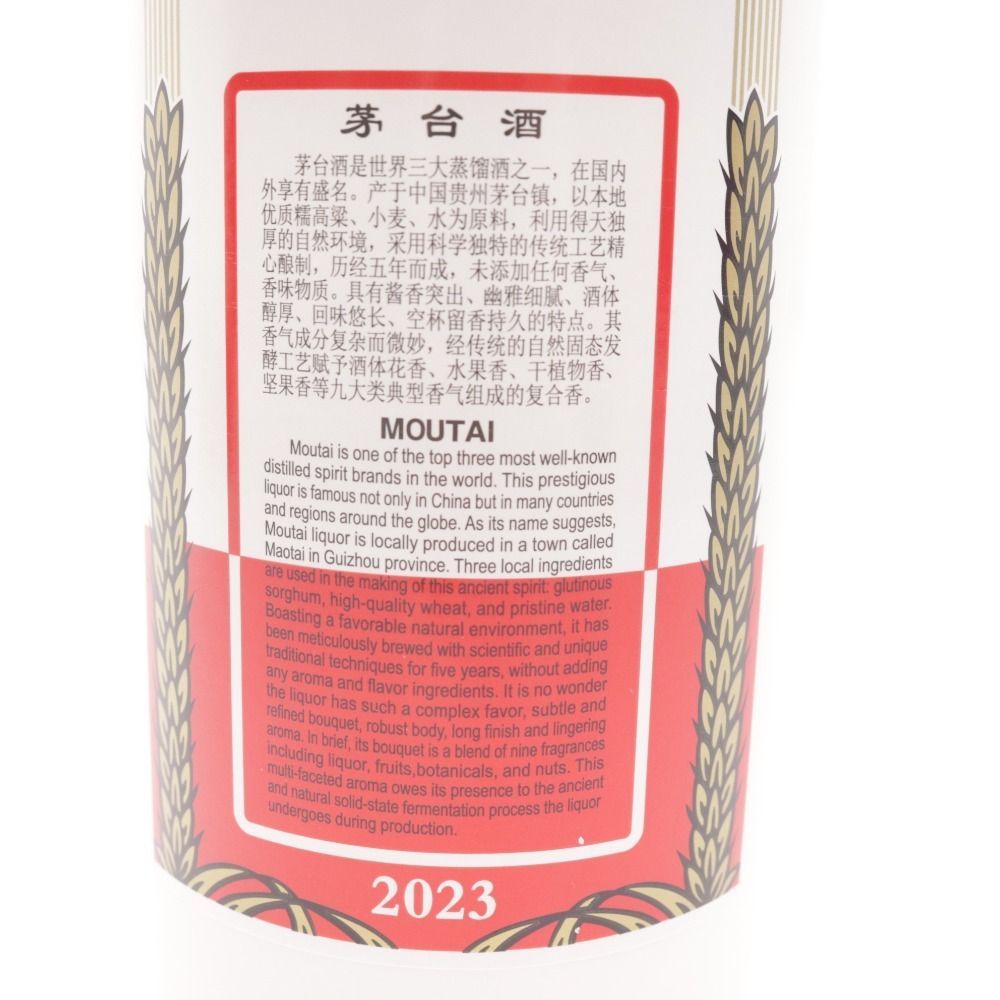 茅台酒
茅台酒是世界三大蒸馏酒之一，在国内
外享有盛名。产于中国贵州茅台镇，以本地
优质糯高粱、小麦、水为原料，利用得天独
厚的自然环境，采用科学独特的传统工艺精
心酿制，历经五年而成，未添加任何香气、
香味物质。具有酱香突出、幽雅细腻、酒体
醇厚、回味悠长、空杯留香持久的特点。其
香气成分复杂而微妙，经传统的自然固态发
酵工艺赋予酒体花香、水果香、干植物香、
坚果香等九大类典型香气组成的复合香。
MOUTAI
Moutai is one of the top three most well-known
distilled spirit brands in the world. This prestigious
liquor is famous not only in China but in many countries
and regions around the globe. As its name suggests,
Moutai liquor is locally produced in a town called
Maotai in Guizhou province. Three local ingredients
are used in the making of this ancient spirit: glutinous
sorghum, high-quality wheat, and pristine water.
Boasting a favorable natural environment, it has
been meticulously brewed with scientific and unique
traditional techniques for five years, without adding
any aroma and flavor ingredients. It is no wonder
the liquor has such a complex favor, subtle and
refined bouquet, robust body, long finish and lingering
aroma. In brief, its bouquet is a blend of nine fragrances
including liquor, fruits,botanicals, and nuts. This
multi-faceted aroma owes its presence to the ancient
and natural solid-state fermentation process the liquor
undergoes during production.
2023